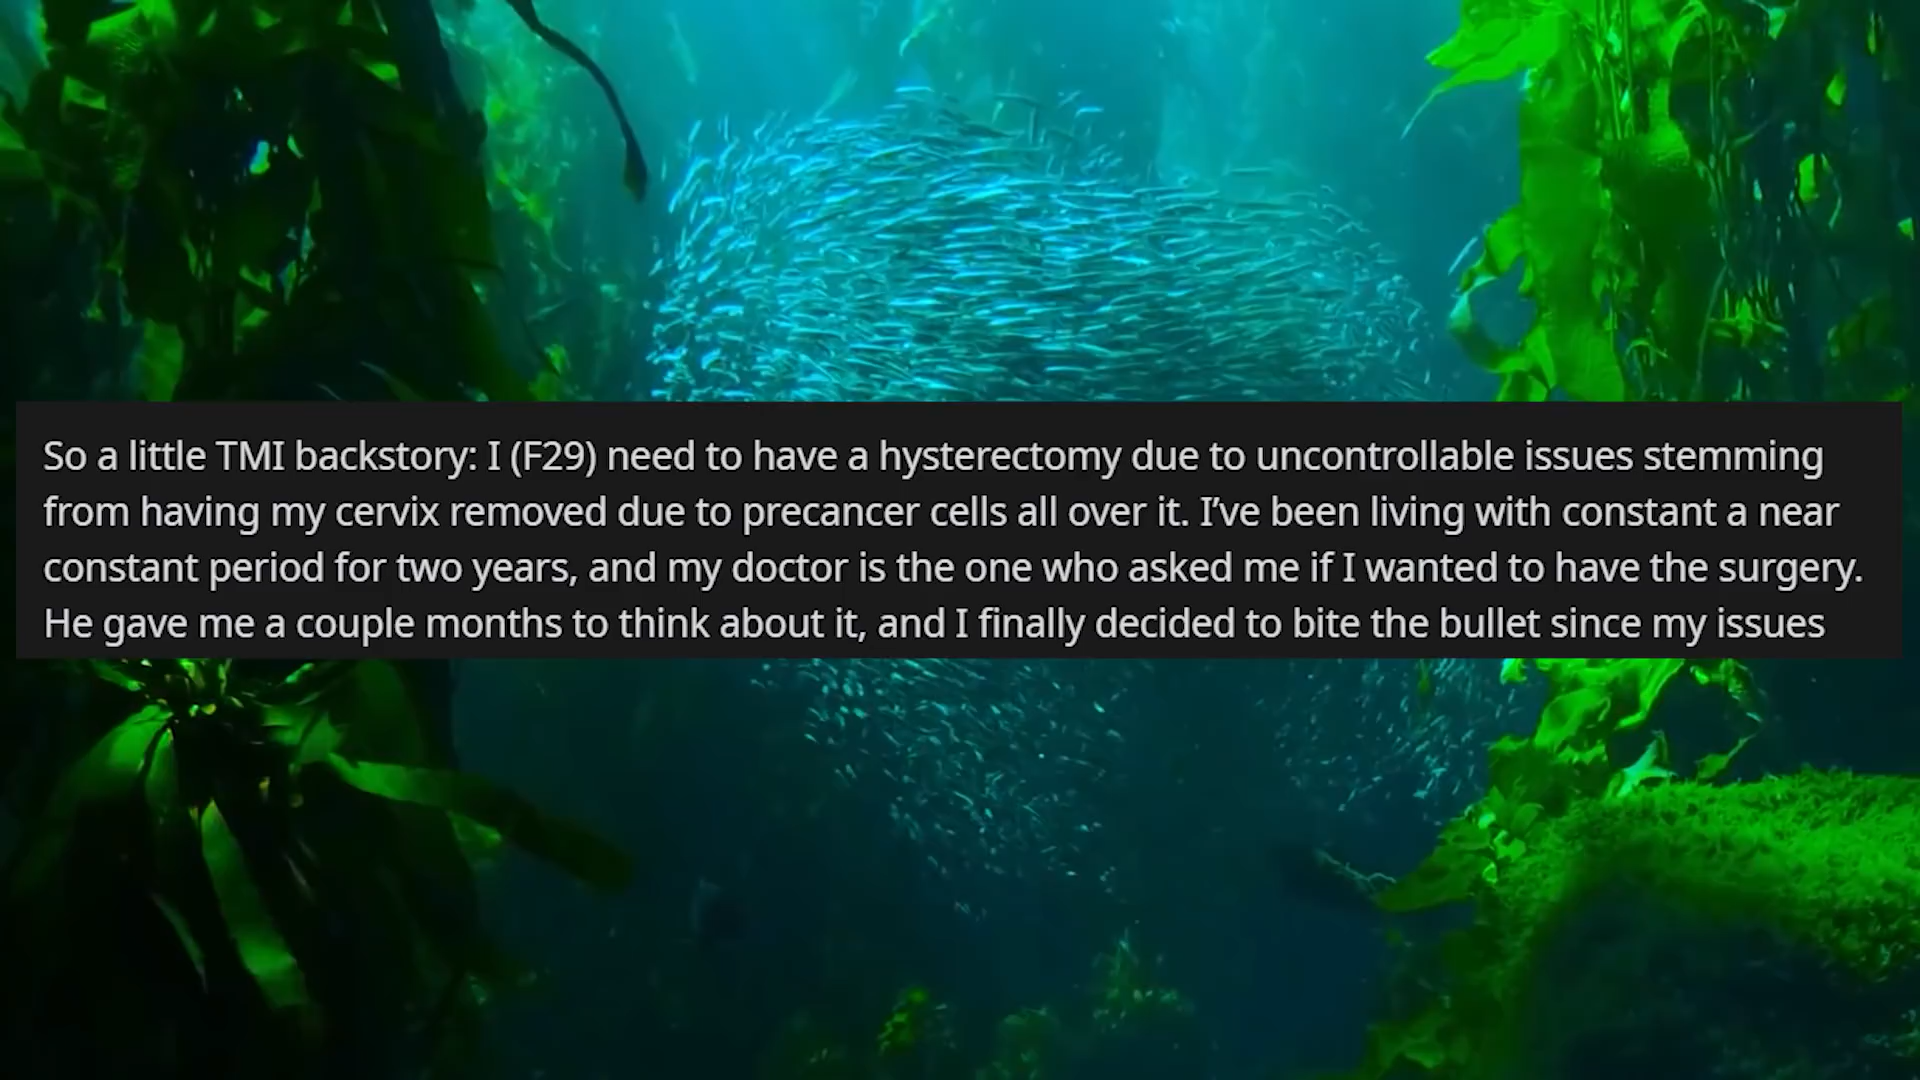 So a little TMI backstory: I (F29) need to have a hysterectomy due to uncontrollable issues stemming
from having my cervix removed due to precancer cells all over it. I’ve been living with constant a near
constant period for two years, and my doctor is the one who asked me if I wanted to have the surgery.
He gave me a couple months to think about it, and I finally decided to bite the bullet since my issues